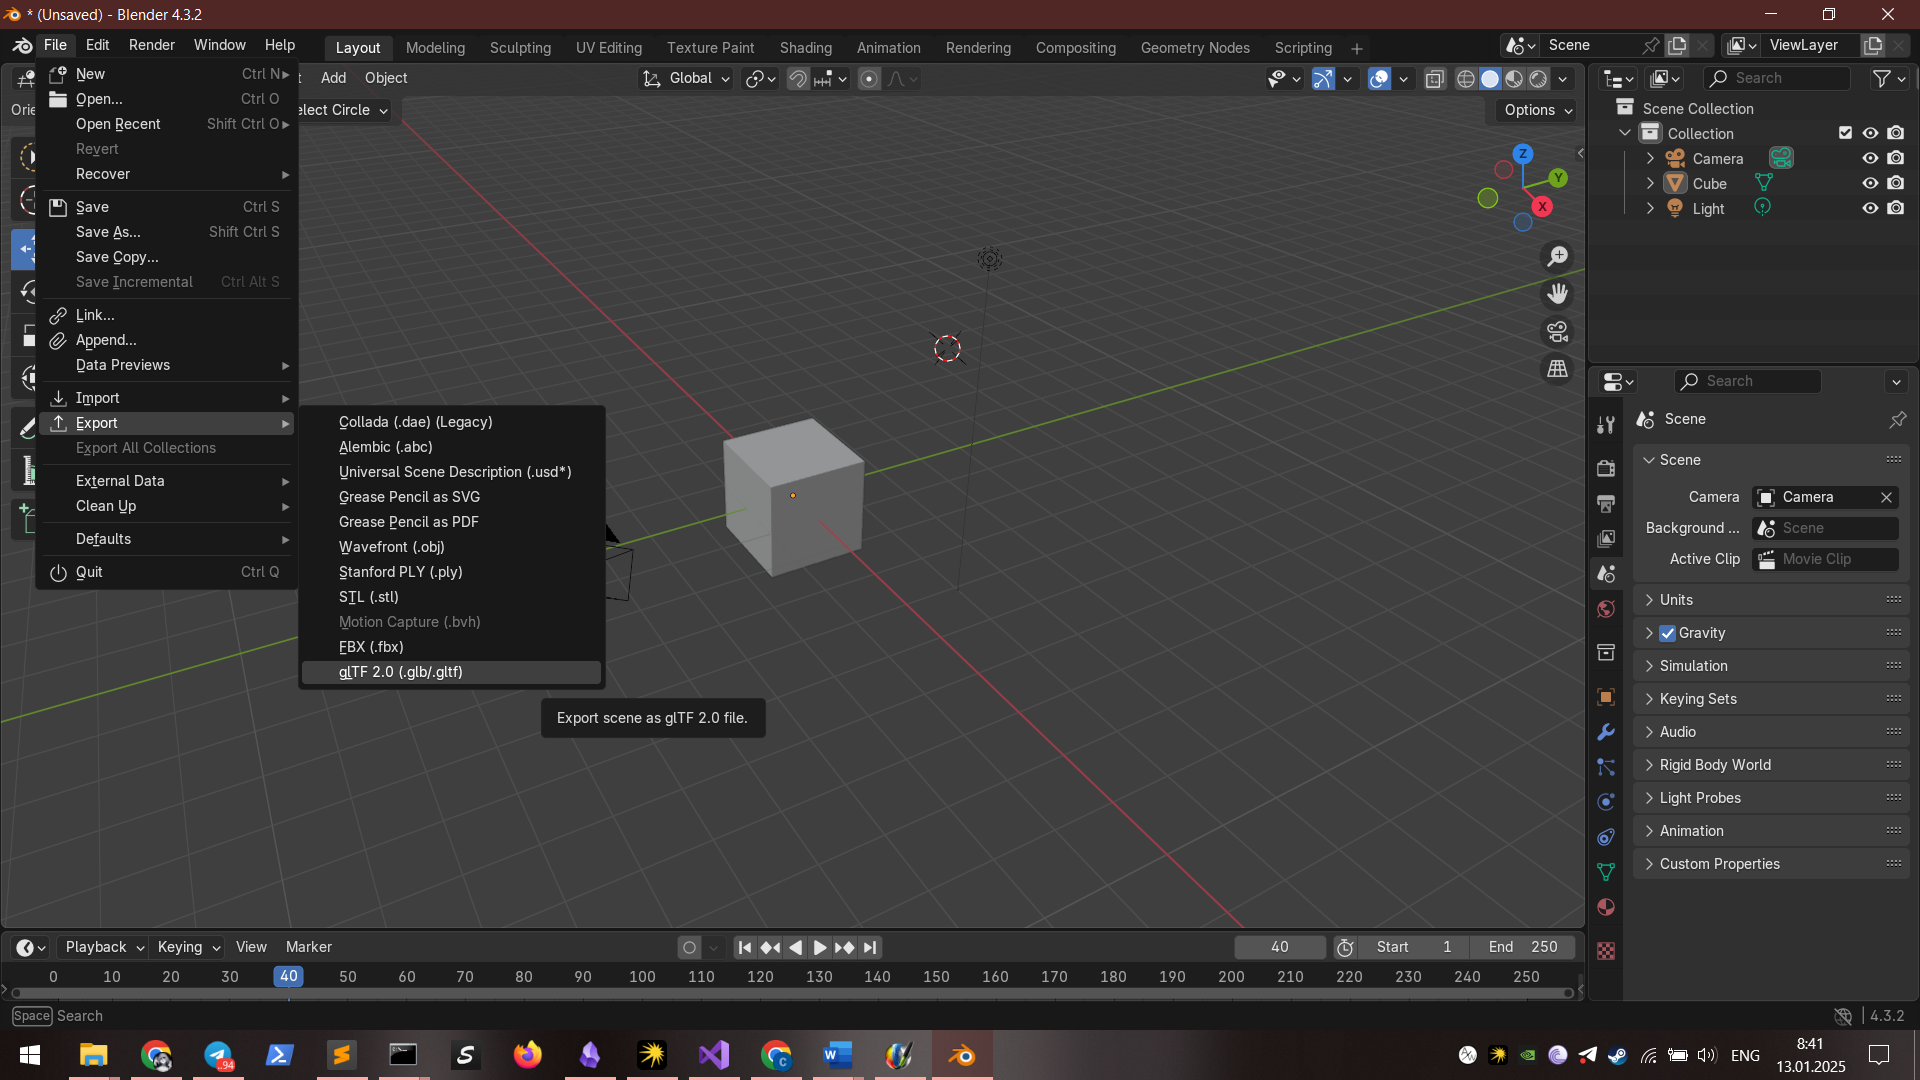 * (Unsaved) - Blender 4.3.2
File Edit Render Window Help
Layout Modeling Sculpting UV Editing Texture Paint Shading Animation Rendering Compositing Geometry Nodes Scripting +
Scene
ViewLayer
Add Object
Global
Select Circle
Options
New Ctrl N
Open... Ctrl O
Open Recent Shift Ctrl O
Revert
Recover
Save Ctrl S
Save As... Shift Ctrl S
Save Copy...
Save Incremental Ctrl Alt S
Link...
Append...
Data Previews
Import
Export
Export All Collections
External Data
Clean Up
Defaults
Quit Ctrl Q
Collada (.dae) (Legacy)
Alembic (.abc)
Universal Scene Description (.usd*)
Grease Pencil as SVG
Grease Pencil as PDF
Wavefront (.obj)
Stanford PLY (.ply)
STL (.stl)
Motion Capture (.bvh)
FBX (.fbx)
glTF 2.0 (.glb/.gltf)
Export scene as glTF 2.0 file.
Z
Y
X
Search
Scene Collection
Collection
Camera
Cube
Light
Search
Scene
Scene
Camera Camera
Background ... Scene
Active Clip Movie Clip
Units
Gravity
Simulation
Keying Sets
Audio
Rigid Body World
Light Probes
Animation
Custom Properties
Playback Keying View Marker
40 Start 1 End 250
0 10 20 30 40 50 60 70 80 90 100 110 120 130 140 150 160 170 180 190 200 210 220 230 240 250
Space Search
4.3.2
94
ENG
8:41
13.01.2025